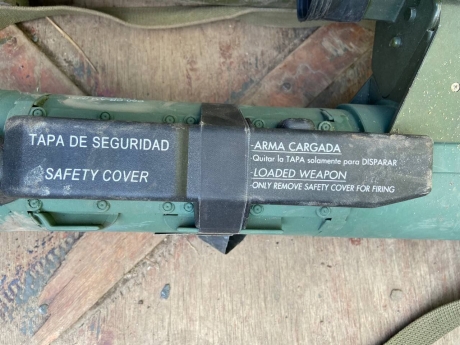 TAPA DE SEGURIDAD
SAFETY COVER
-ARMA CARGADA
-Quitar la TAPA solamente para DISPARAR
-LOADED WEAPON
-ONLY REMOVE SAFETY COVER FOR FIRING